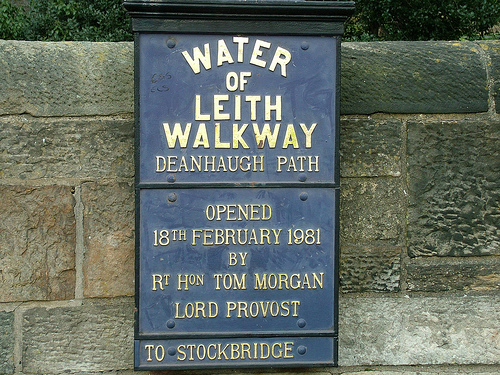 WATER
OF
LEITH
WALKWAY
DEANHAUGH PATH
OPENED
18TH FEBRUARY 1981
BY
RT HON TOM MORGAN
LORD PROVOST
TO STOCKBRIDGE